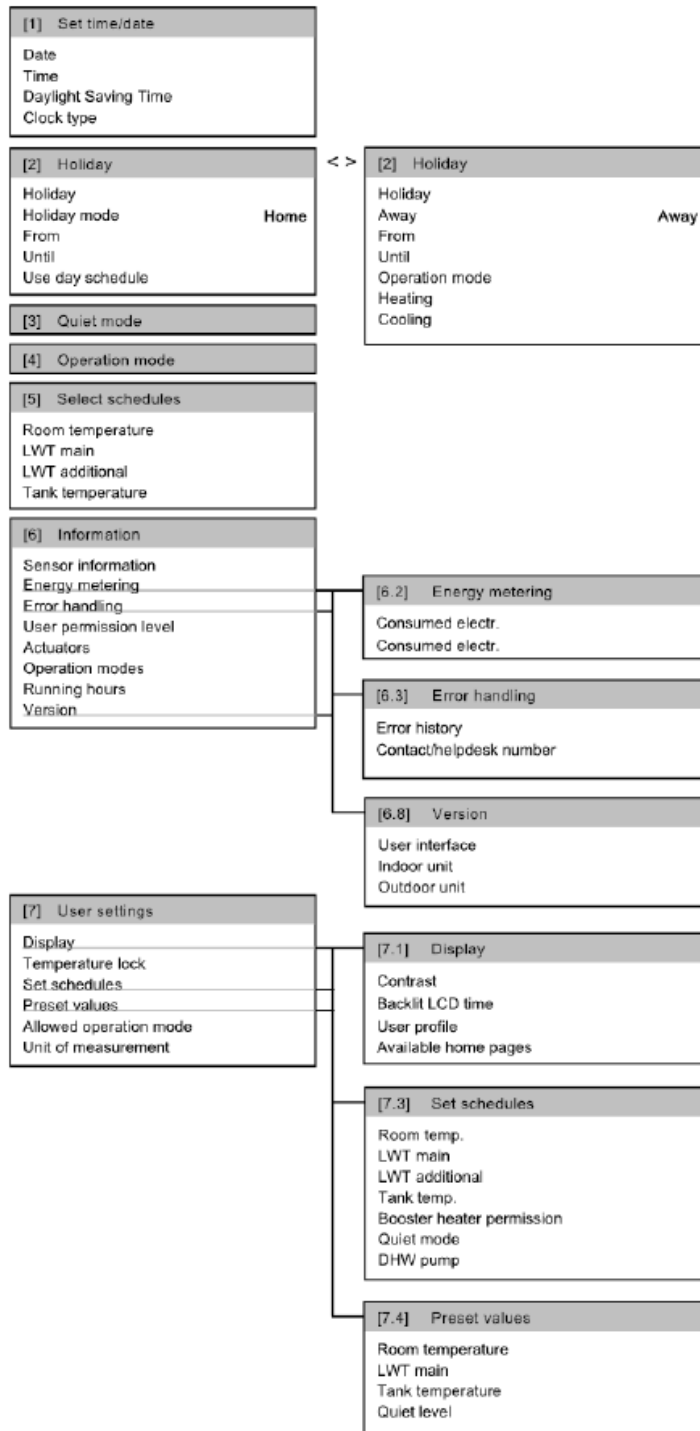 [1] Set time/date
Date
Time
Daylight Saving Time
Clock type
[2] Holiday
Holiday
Holiday mode Home
From
Until
Use day schedule
< >
[2] Holiday
Holiday
Away Away
From
Until
Operation mode
Heating
Cooling
[3] Quiet mode
[4] Operation mode
[5] Select schedules
Room temperature
LWT main
LWT additional
Tank temperature
[6] Information
Sensor information
Energy metering
Error handling
User permission level
Actuators
Operation modes
Running hours
Version
[6.2] Energy metering
Consumed electr.
Consumed electr.
[6.3] Error handling
Error history
Contact/helpdesk number
[6.8] Version
User interface
Indoor unit
Outdoor unit
[7] User settings
Display
Temperature lock
Set schedules
Preset values
Allowed operation mode
Unit of measurement
[7.1] Display
Contrast
Backlit LCD time
User profile
Available home pages
[7.3] Set schedules
Room temp.
LWT main
LWT additional
Tank temp.
Booster heater permission
Quiet mode
DHW pump
[7.4] Preset values
Room temperature
LWT main
Tank temperature
Quiet level